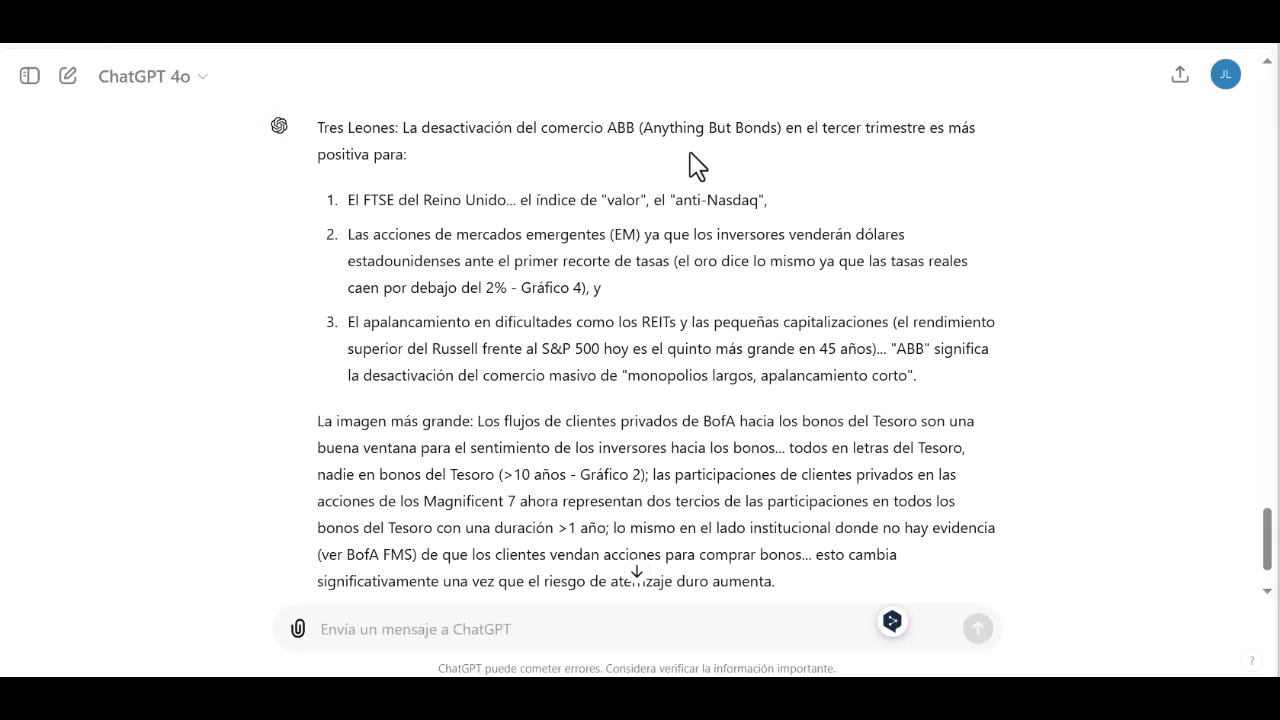 ChatGPT 4o
JL
Tres Leones: La desactivación del comercio ABB (Anything But Bonds) en el tercer trimestre es más
positiva para:
1. El FTSE del Reino Unido... el índice de "valor", el "anti-Nasdaq",
2. Las acciones de mercados emergentes (EM) ya que los inversores venderán dólares
estadounidenses ante el primer recorte de tasas (el oro dice lo mismo ya que las tasas reales
caen por debajo del 2% - Gráfico 4), y
3. El apalancamiento en dificultades como los REITs y las pequeñas capitalizaciones (el rendimiento
superior del Russell frente al S&P 500 hoy es el quinto más grande en 45 años)... "ABB" significa
la desactivación del comercio masivo de "monopolios largos, apalancamiento corto".
La imagen más grande: Los flujos de clientes privados de BofA hacia los bonos del Tesoro son una
buena ventana para el sentimiento de los inversores hacia los bonos... todos en letras del Tesoro,
nadie en bonos del Tesoro (>10 años - Gráfico 2); las participaciones de clientes privados en las
acciones de los Magnificent 7 ahora representan dos tercios de las participaciones en todos los
bonos del Tesoro con una duración >1 año; lo mismo en el lado institucional donde no hay evidencia
(ver BofA FMS) de que los clientes vendan acciones para comprar bonos... esto cambia
significativamente una vez que el riesgo de aterrizaje duro aumenta.
Envía un mensaje a ChatGPT
ChatGPT puede cometer errores. Considera verificar la información importante.
?